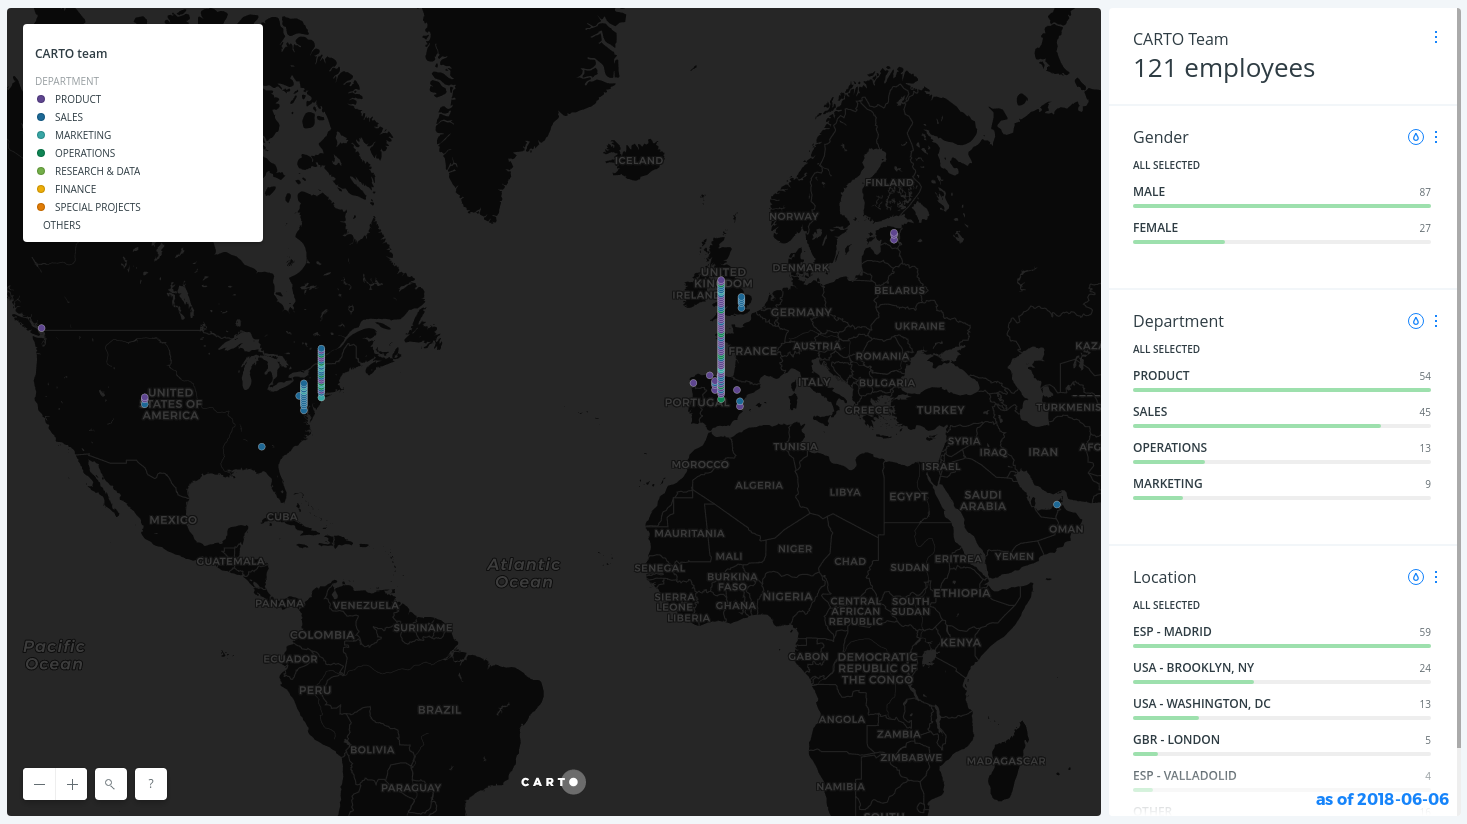 CARTO team
DEPARTMENT
PRODUCT
SALES
MARKETING
OPERATIONS
RESEARCH & DATA
FINANCE
SPECIAL PROJECTS
OTHERS
ICELAND
FINLAND
NORWAY
UNITED
KINGDOM
DENMARK
IRELAND
BELARUS
GERMANY
UKRAINE
FRANCE
AUSTRIA
ROMANIA
KAZA
ITALY
BULGARIA
UNITED
STATES OF
AMERICA
PORTUGAL
GREECE
TURKEY
TURKMENIS
TUNISIA
SYRIA
IRAQ
IRAN
AFG
MOROCCO
ISRAEL
ALGERIA
LIBYA
EGYPT
SAUDI
ARABIA
MEXICO
CUBA
OMAN
MAURITANIA
NIGER
MALI
CHAD
SUDAN
ERITREA
YEMEN
GUATEMALA
Atlantic
Ocean
SENEGAL
BURKINA
FASO
SIERRA
LEONE
LIBERIA
GHANA
NIGERIA
CENTRAL
AFRICAN
REPUBLIC
SOUTH
SUDAN
ETHIOPIA
PANAMA
VENEZUELA
SURINAME
COLOMBIA
ECUADOR
KENYA
Pacific
Ocean
GABON
DEMOCRATIC
REPUBLIC OF
THE CONGO
PERU
BRAZIL
ANGOLA
ZAMBIA
BOLIVIA
ZIMBABWE
MADAGASCAR
PARAGUAY
NAMIBIA
SOUTH
− + ?
CARTO
CARTO Team
121 employees
Gender
ALL SELECTED
MALE 87
FEMALE 27
Department
ALL SELECTED
PRODUCT 54
SALES 45
OPERATIONS 13
MARKETING 9
Location
ALL SELECTED
ESP - MADRID 59
USA - BROOKLYN, NY 24
USA - WASHINGTON, DC 13
GBR - LONDON 5
ESP - VALLADOLID 4
OTHER
as of 2018-06-06